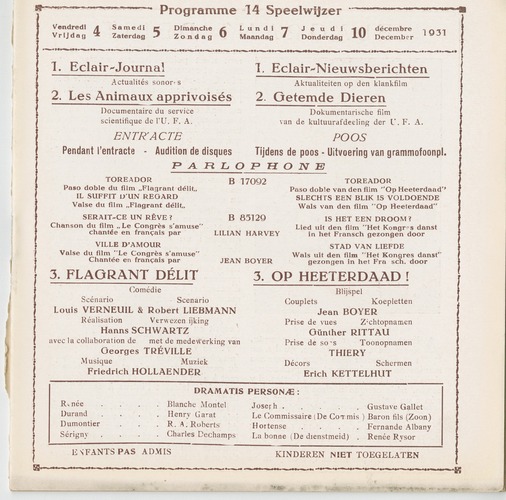 Programme 14 Speelwijzer
Vendredi Vrijdag 4 Samedi Zaterdag 5 Dimanche Zondag 6 Lundi Maandag 7 Jeudi Donderdag 10 décembre December 1931
1. Eclair-Journal
Actualités sonores
2. Les Animaux apprivoisés
Documentaire du service
scientifique de l'U. F. A.
ENTR'ACTE
Pendant l'entracte - Audition de disques
1. Eclair-Nieuwsberichten
Aktualiteiten op den klankfilm
2. Getemde Dieren
Dokumentarische film
van de kultuurafdeeling der U. F. A.
POOS
Tijdens de poos - Uitvoering van grammofoonpl.
PARLOPHONE
TOREADOR B 17092 TOREADOR
Paso doble du film „Flagrant délit„ Paso doble van den film "Op Heeterdaad"
IL SUFFIT D'UN REGARD SLECHTS EEN BLIK IS VOLDOENDE
Valse du film „Flagrant délit„ Wals van den film "Op Heeterdaad"
SERAIT-CE UN RÊVE ? B 85120 IS HET EEN DROOM ?
Chanson du film „Le Congrès s'amuse" Lied uit den film "Het Kongres danst
chantée en français par LILIAN HARVEY in het Fransch gezongen door
VILLE D'AMOUR STAD VAN LIEFDE
Valse du film "Le Congrès s'amuse" Wals uit den film "Het Kongres danst"
Chantée en français par JEAN BOYER gezongen in het Fransch door
3. FLAGRANT DÉLIT
Comédie
Scénario Scenario
Louis VERNEUIL & Robert LIEBMANN
Réalisation Verwezenlijking
Hanns SCHWARTZ
avec la collaboration de met de medewerking van
Georges TRÉVILLE
Musique Muziek
Friedrich HOLLAENDER
3. OP HEETERDAAD !
Blijspel
Couplets Koepletten
Jean BOYER
Prise de vues Zichtopnamen
Günther RITTAU
Prise de sons Toonopnamen
THIERY
Décors Schermen
Erich KETTELHUT
DRAMATIS PERSONÆ :
Renée . . . . Blanche Montel
Durand . . . . Henry Garat
Dumontier . . . R. A. Roberts
Sérigny . . . . Charles Dechamps
Joseph . . . . Gustave Gallet
Le Commissaire (De Commis) Baron fils (Zoon)
Hortense . . . . Fernande Albany
La bonne (De dienstmeid) . Renée Rysor
ENFANTS PAS ADMIS KINDEREN NIET TOEGELATEN